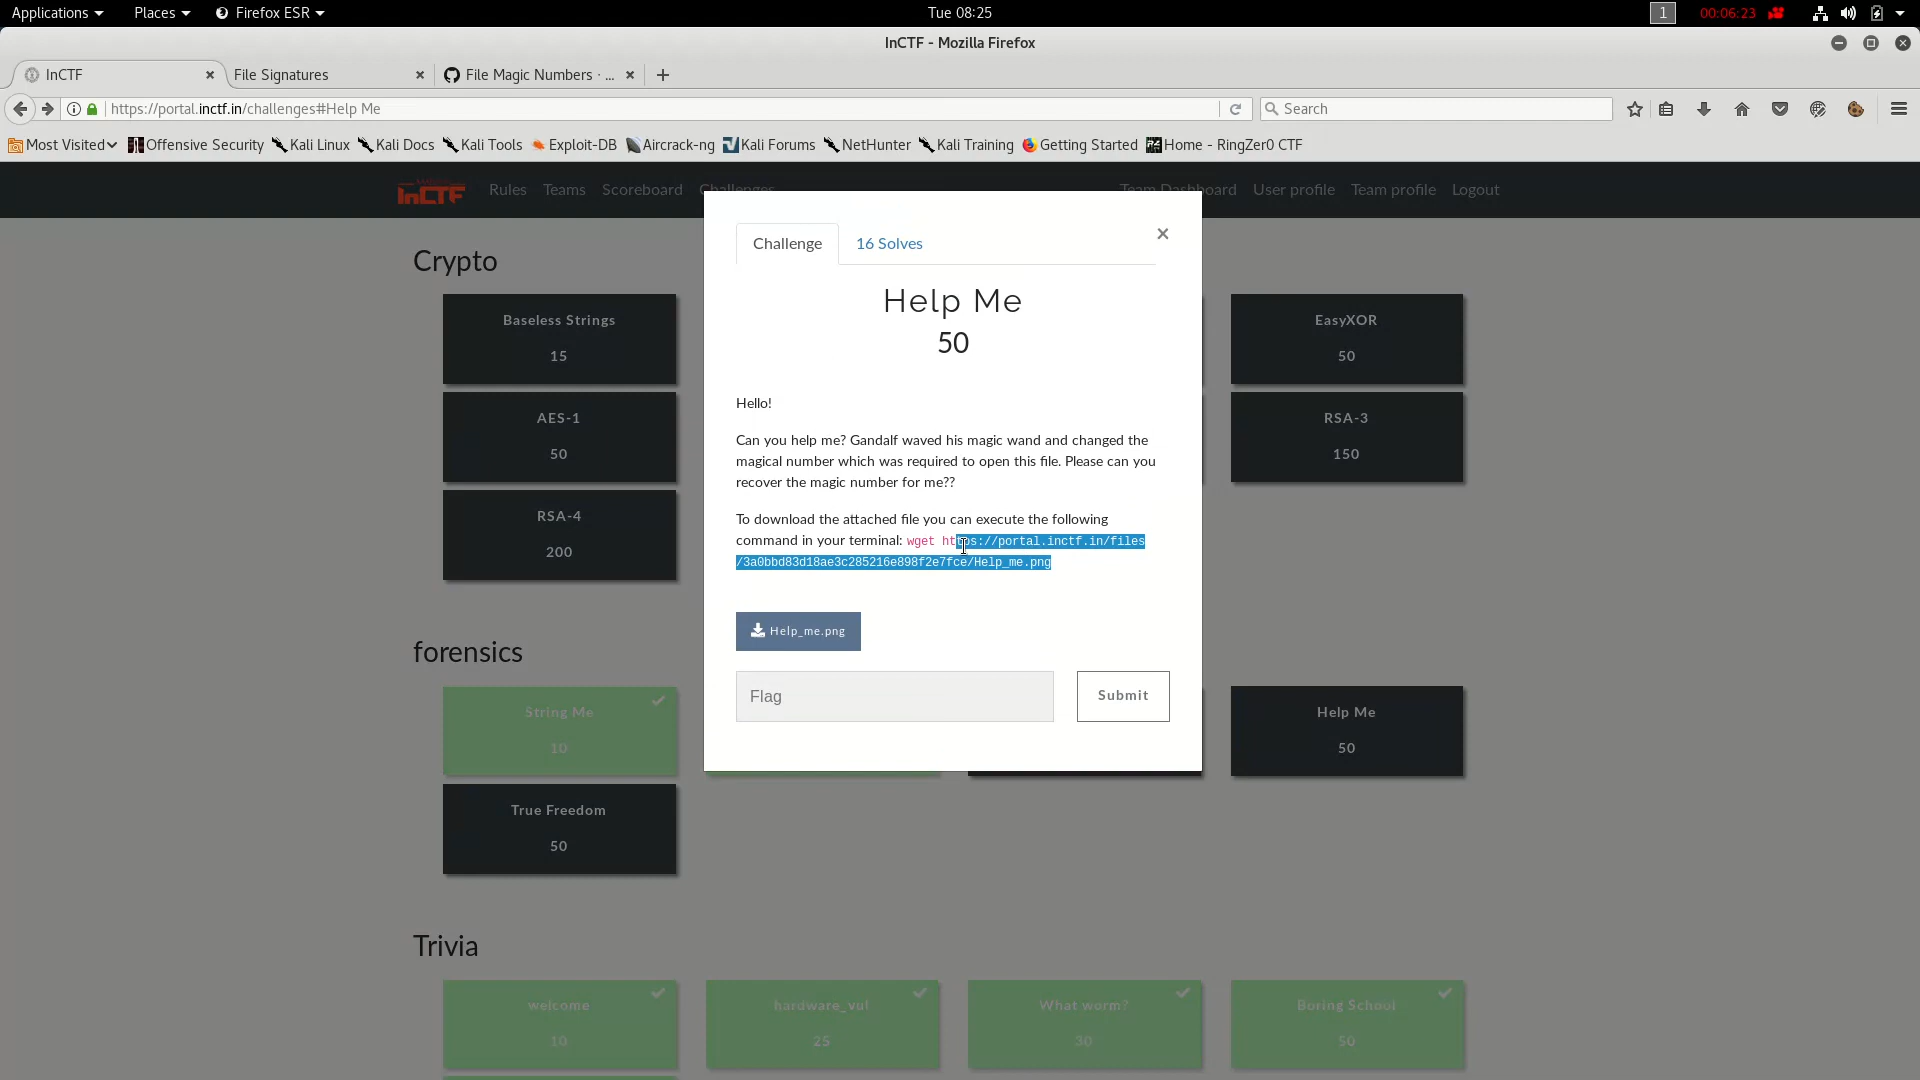 Applications Places Firefox ESR Tue 08:25 1 00:06:23
InCTF - Mozilla Firefox
InCTF File Signatures File Magic Numbers · ...
https://portal.inctf.in/challenges#Help Me Search
Most Visited Offensive Security Kali Linux Kali Docs Kali Tools Exploit-DB Aircrack-ng Kali Forums NetHunter Kali Training Getting Started Home - RingZer0 CTF
InCTF Rules Teams Scoreboard Challenges Team Dashboard User profile Team profile Logout
Challenge 16 Solves ×
Help Me
50
Hello!
Can you help me? Gandalf waved his magic wand and changed the
magical number which was required to open this file. Please can you
recover the magic number for me??
To download the attached file you can execute the following
command in your terminal: wget https://portal.inctf.in/files
/3a0bbd83d18ae3c285216e898f2e7fce/Help_me.png
Help_me.png
Flag Submit
Crypto
Baseless Strings
15
EasyXOR
50
AES-1
50
RSA-3
150
RSA-4
200
forensics
String Me
10
Help Me
50
True Freedom
50
Trivia
welcome
10
hardware_vul
25
What worm?
30
Boring School
50